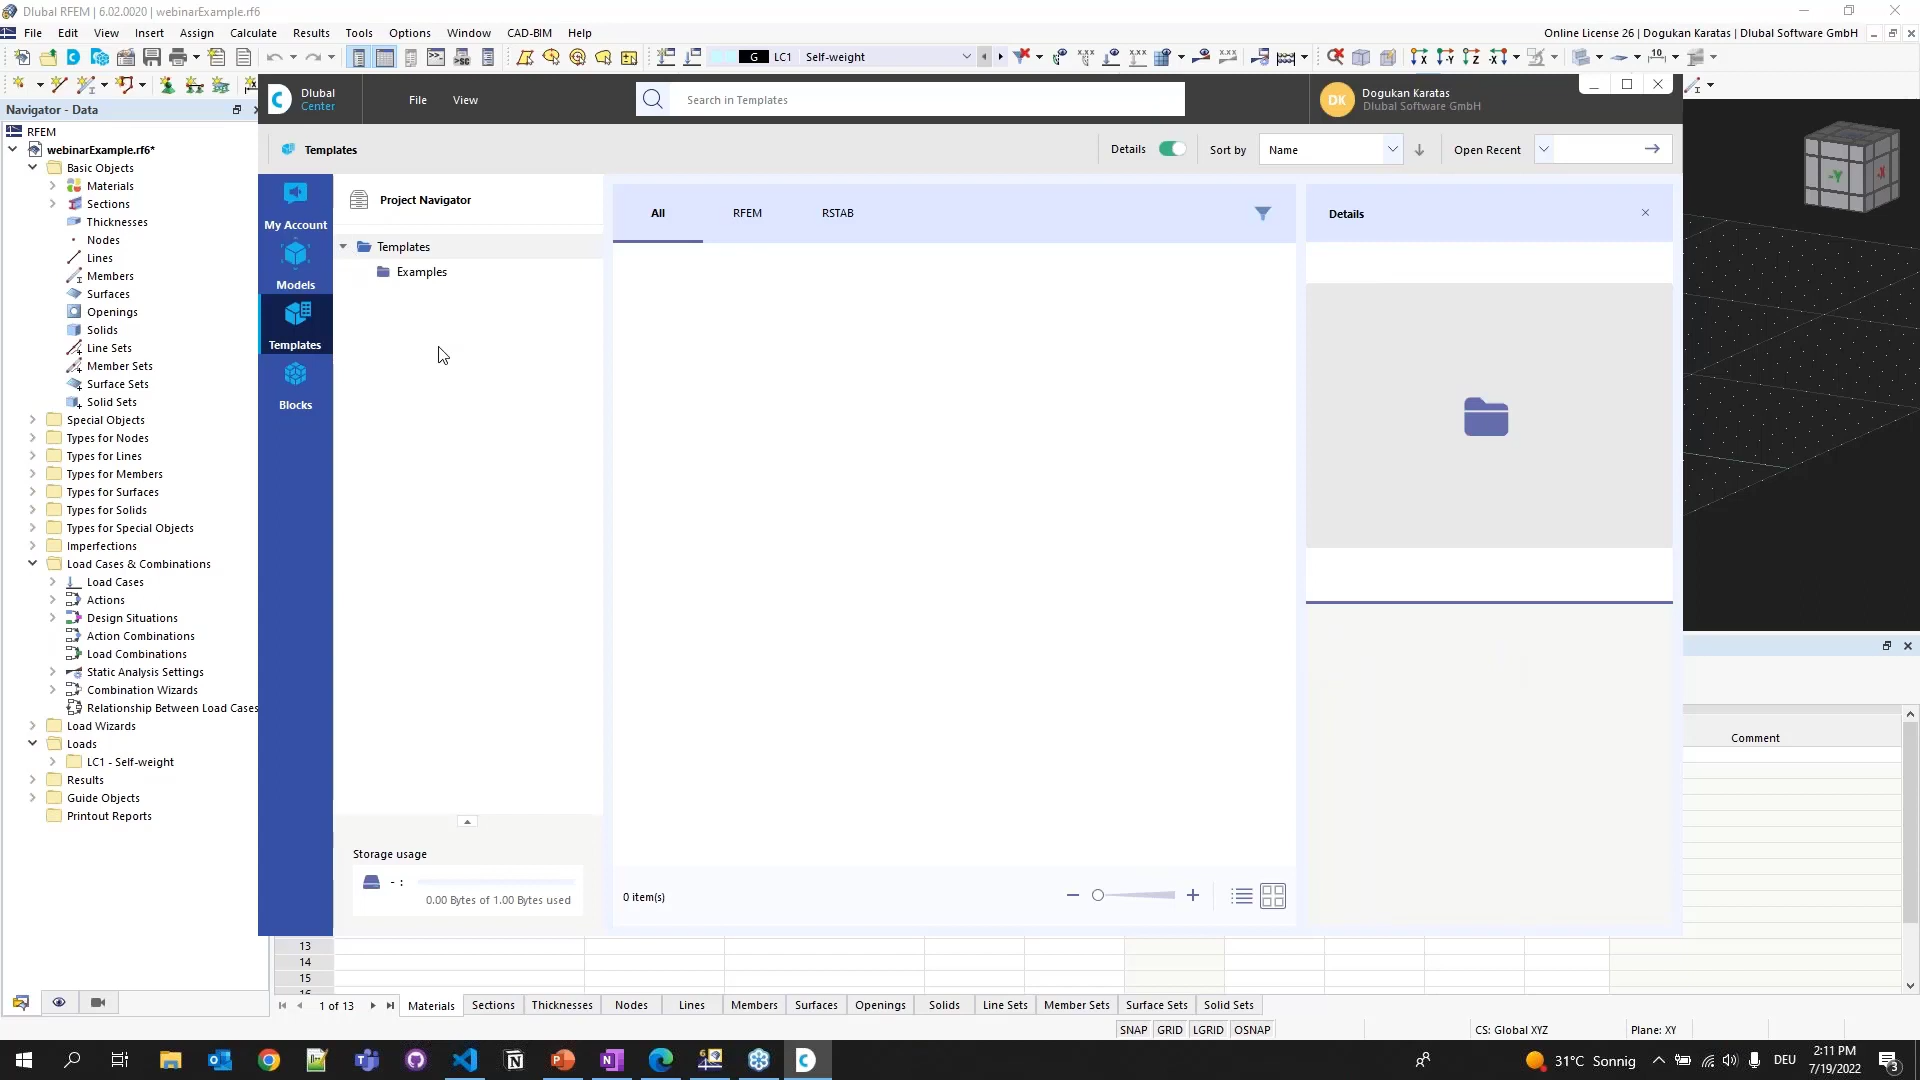 Dlubal RFEM | 6.02.0020 | webinarExample.rf6
File Edit View Insert Assign Calculate Results Tools Options Window CAD-BIM Help
Online License 26 | Dogukan Karatas | Dlubal Software GmbH
G LC1 Self-weight
Navigator - Data
RFEM
webinarExample.rf6*
Basic Objects
Materials
Sections
Thicknesses
Nodes
Lines
Members
Surfaces
Openings
Solids
Line Sets
Member Sets
Surface Sets
Solid Sets
Special Objects
Types for Nodes
Types for Lines
Types for Members
Types for Surfaces
Types for Solids
Types for Special Objects
Imperfections
Load Cases & Combinations
Load Cases
Actions
Design Situations
Action Combinations
Load Combinations
Static Analysis Settings
Combination Wizards
Relationship Between Load Cases
Load Wizards
Loads
LC1 - Self-weight
Results
Guide Objects
Printout Reports
Dlubal
Center
File View
Search in Templates
DK
Dogukan Karatas
Dlubal Software GmbH
Templates
Details
Sort by Name
Open Recent
My Account
Models
Templates
Blocks
Project Navigator
Templates
Examples
Storage usage
- :
0.00 Bytes of 1.00 Bytes used
All RFEM RSTAB
0 item(s)
Details
-Y
-X
Comment
13
14
15
1 of 13
Materials Sections Thicknesses Nodes Lines Members Surfaces Openings Solids Line Sets Member Sets Surface Sets Solid Sets
SNAP GRID LGRID OSNAP
CS: Global XYZ
Plane: XY
31°C Sonnig
DEU
2:11 PM
7/19/2022
3